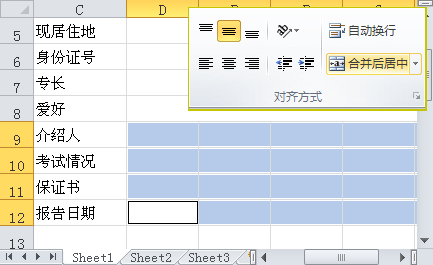 C D
5 现居住地
6 身份证号
7 专长
8 爱好
9 介绍人
10 考试情况
11 保证书
12 报告日期
13
自动换行
合并后居中
对齐方式
Sheet1 Sheet2 Sheet3